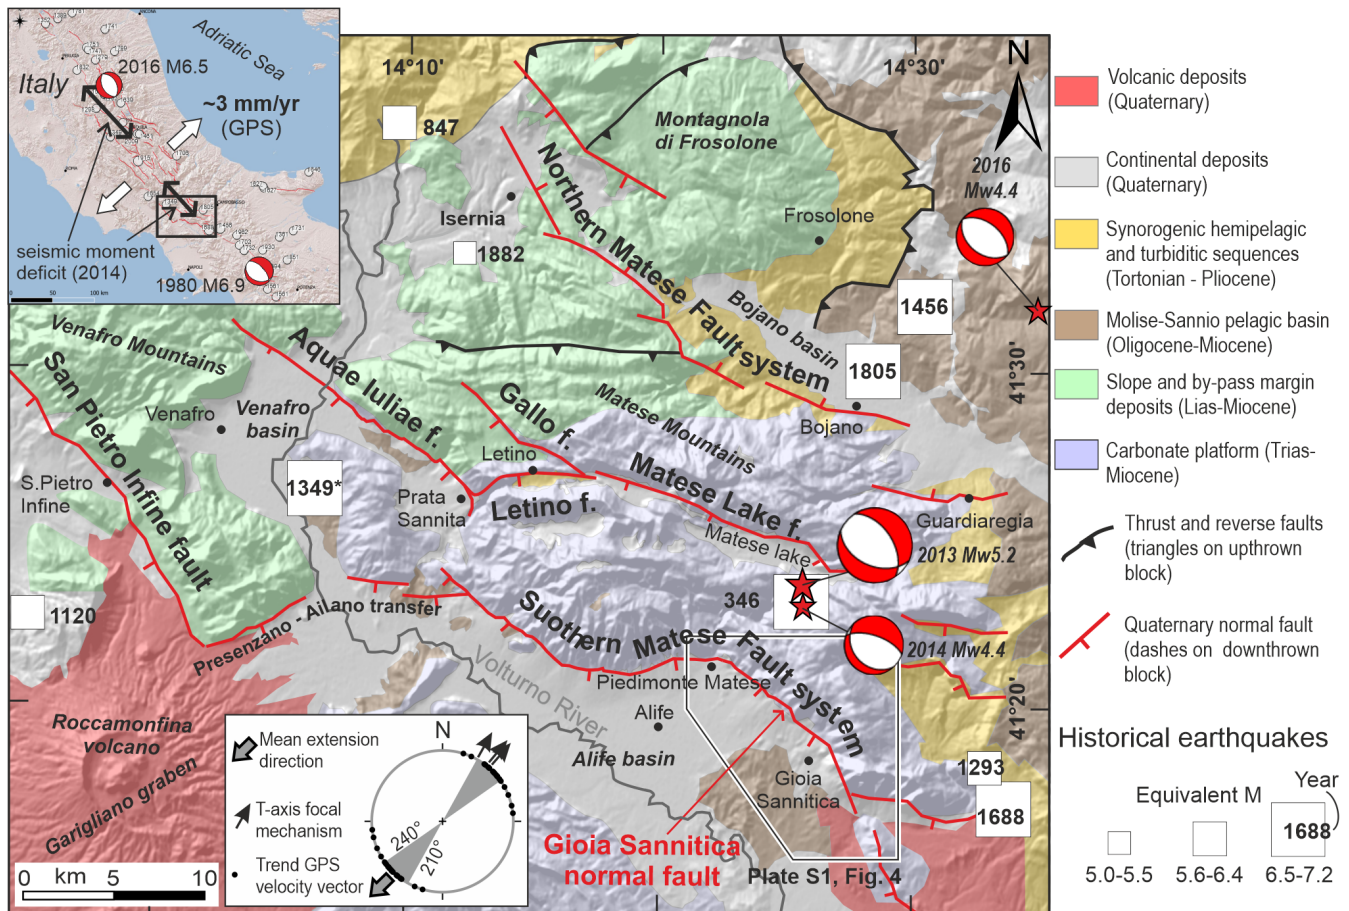 Italy
Adriatic Sea
2016 M6.5
~3 mm/yr
(GPS)
seismic moment
deficit (2014)
1980 M6.9
0 50 100 km
14°10'
14°30'
N
847
Montagnola
di Frosolone
2016
Mw4.4
Isernia
Frosolone
1882
Northern Matese Fault system
Bojano basin
1456
1805
41°30'
Venafro Mountains
San Pietro Infine fault
Aquae Iuliae f.
Gallo f.
Matese Mountains
Bojano
Venafro
Venafro
basin
Letino
S.Pietro
Infine
1349*
Prata
Sannita
Letino f.
Matese Lake f.
Matese lake
Guardiaregia
2013 Mw5.2
346
1120
Presenzano - Ailano transfer
Suothern Matese Fault system
2014 Mw4.4
Volturno River
Piedimonte Matese
41°20'
Alife
Alife basin
Roccamonfina
volcano
Garigliano graben
Gioia
Sannitica
1293
1688
Gioia Sannitica
normal fault
Plate S1, Fig. 4
0 km 5 10
Mean extension
direction
T-axis focal
mechanism
Trend GPS
velocity vector
N
240°
210°
Volcanic deposits
(Quaternary)
Continental deposits
(Quaternary)
Synorogenic hemipelagic
and turbiditic sequences
(Tortonian - Pliocene)
Molise-Sannio pelagic basin
(Oligocene-Miocene)
Slope and by-pass margin
deposits (Lias-Miocene)
Carbonate platform (Trias-
Miocene)
Thrust and reverse faults
(triangles on upthrown
block)
Quaternary normal fault
(dashes on downthrown
block)
Historical earthquakes
Year
Equivalent M
1688
5.0-5.5
5.6-6.4
6.5-7.2